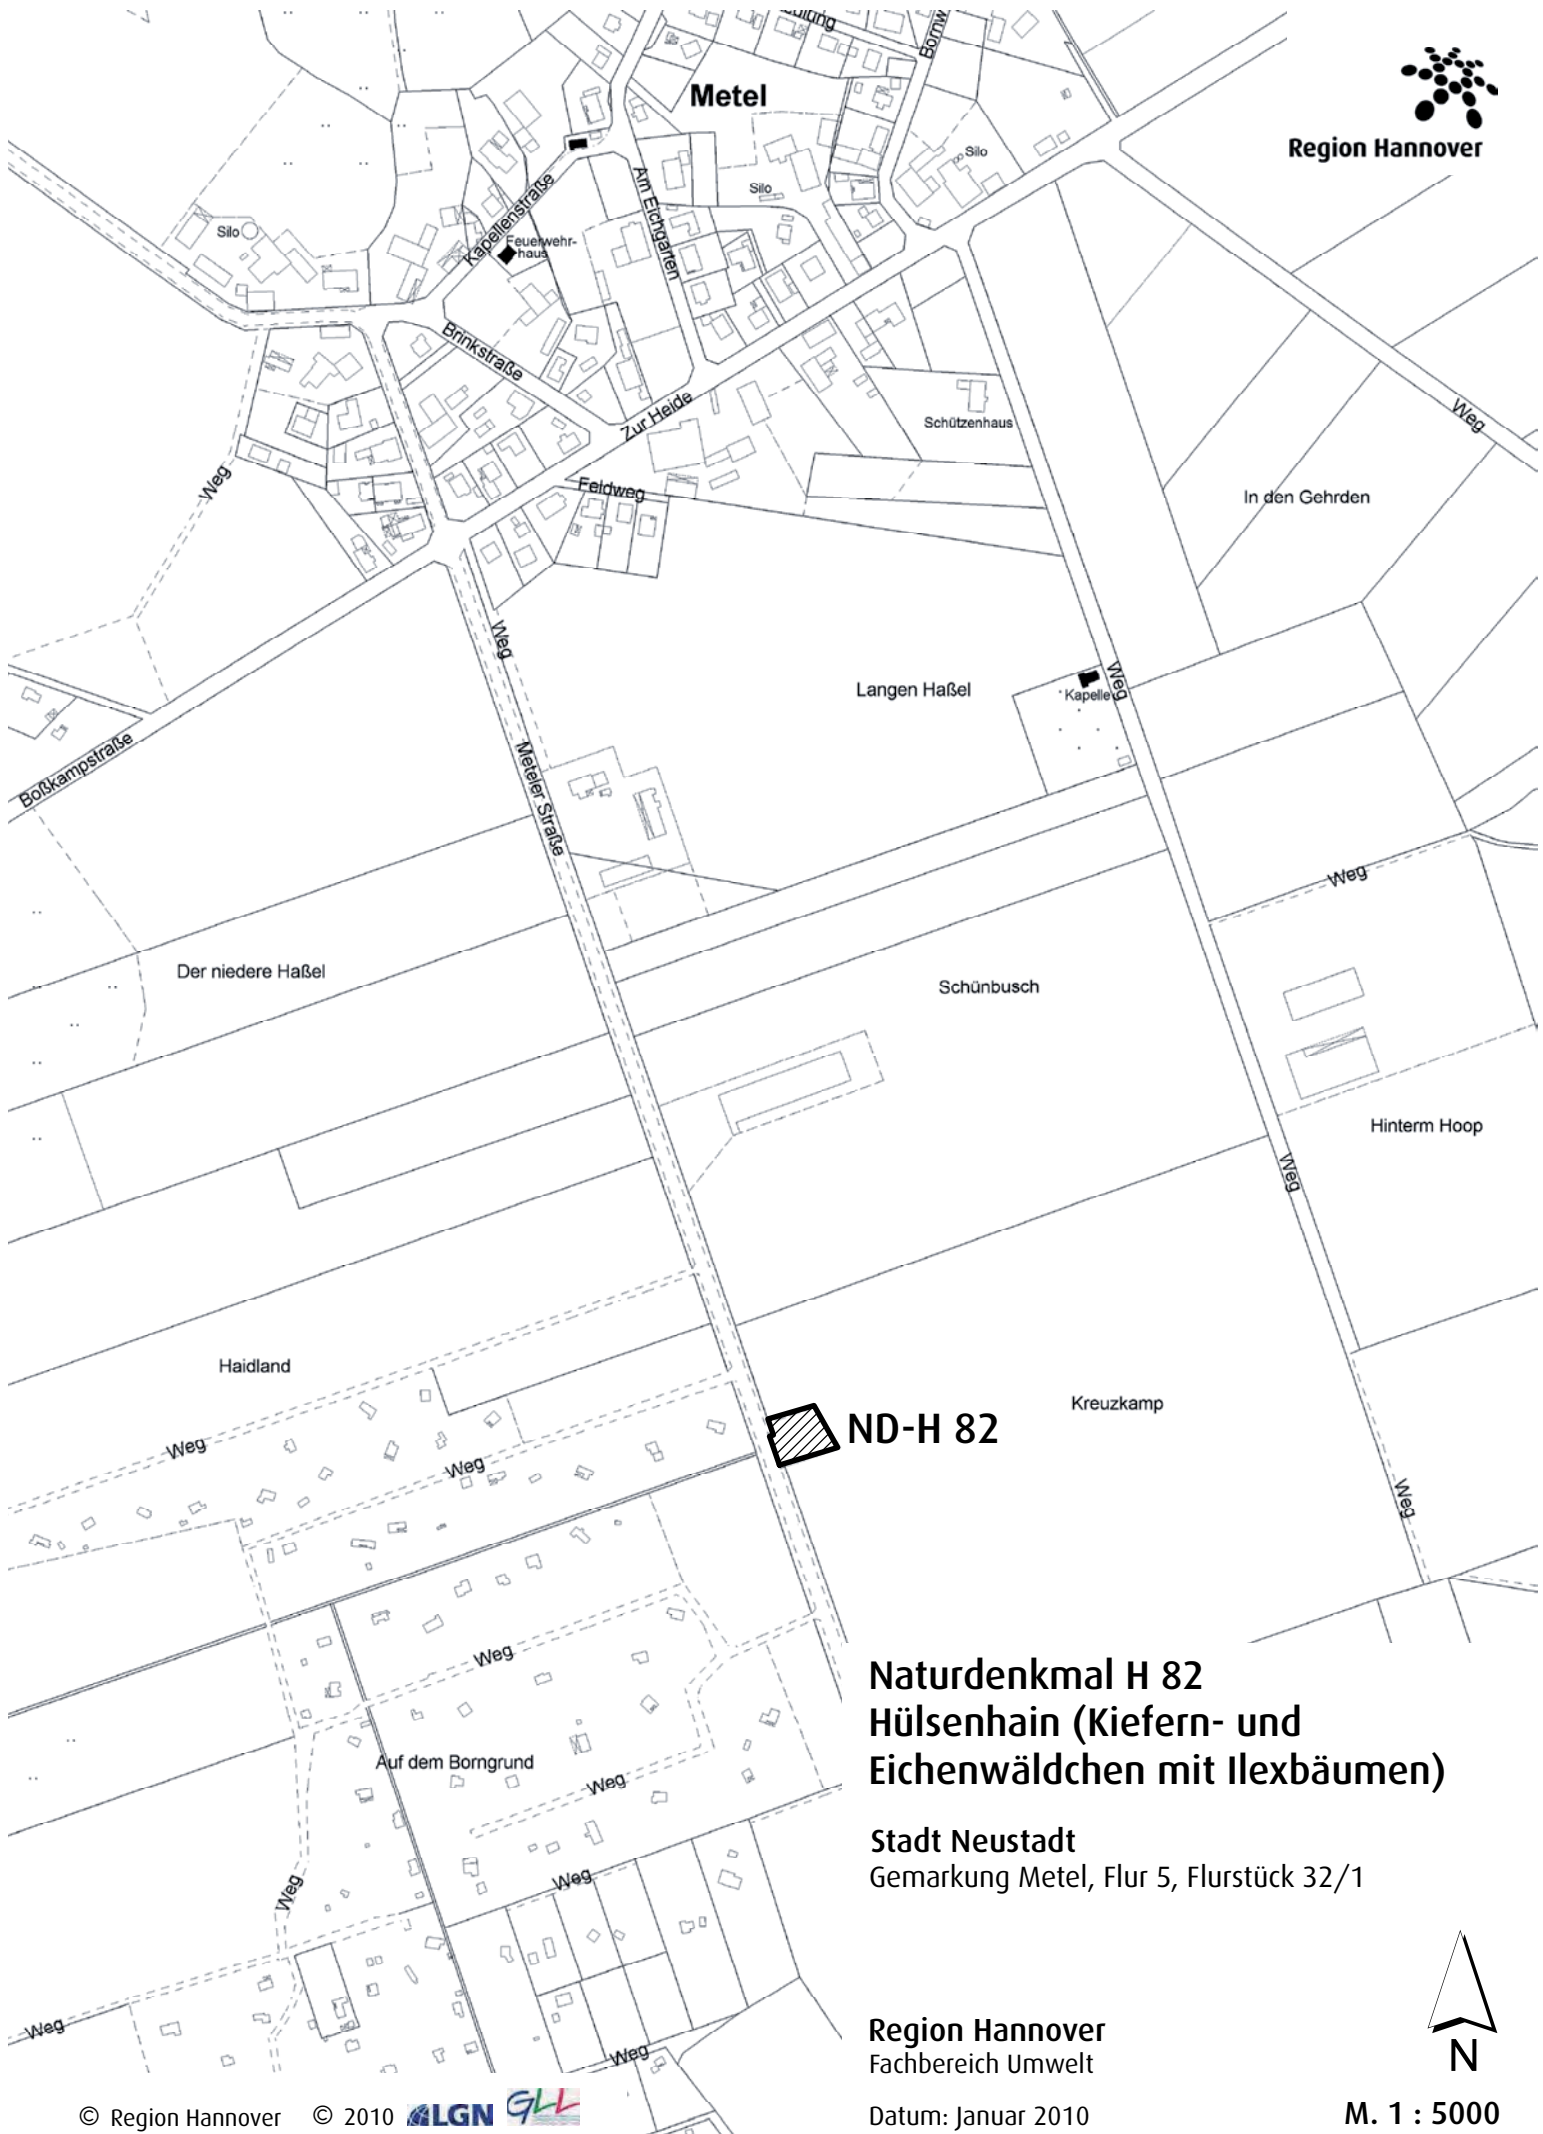 Bornw
Metel
Region Hannover
Silo
Silo
Am Eichgarten
Kapellenstraße
Silo
Feuerwehr-
haus
Brinkstraße
Zur Heide
Schützenhaus
Weg
Weg
Feldweg
In den Gehrden
Weg
Langen Haßel
Kapelle
Weg
Boßkampstraße
Meteler Straße
Weg
Der niedere Haßel
Schünbusch
Hinterm Hoop
Weg
Haidland
Kreuzkamp
ND-H 82
Weg
Weg
Weg
Weg
Auf dem Borngrund
Weg
Weg
Weg
Weg
Weg
Naturdenkmal H 82
Hülsenhain (Kiefern- und
Eichenwäldchen mit Ilexbäumen)
Stadt Neustadt
Gemarkung Metel, Flur 5, Flurstück 32/1
Region Hannover
Fachbereich Umwelt
N
© Region Hannover © 2010 LGN GLL
Datum: Januar 2010
M. 1 : 5000